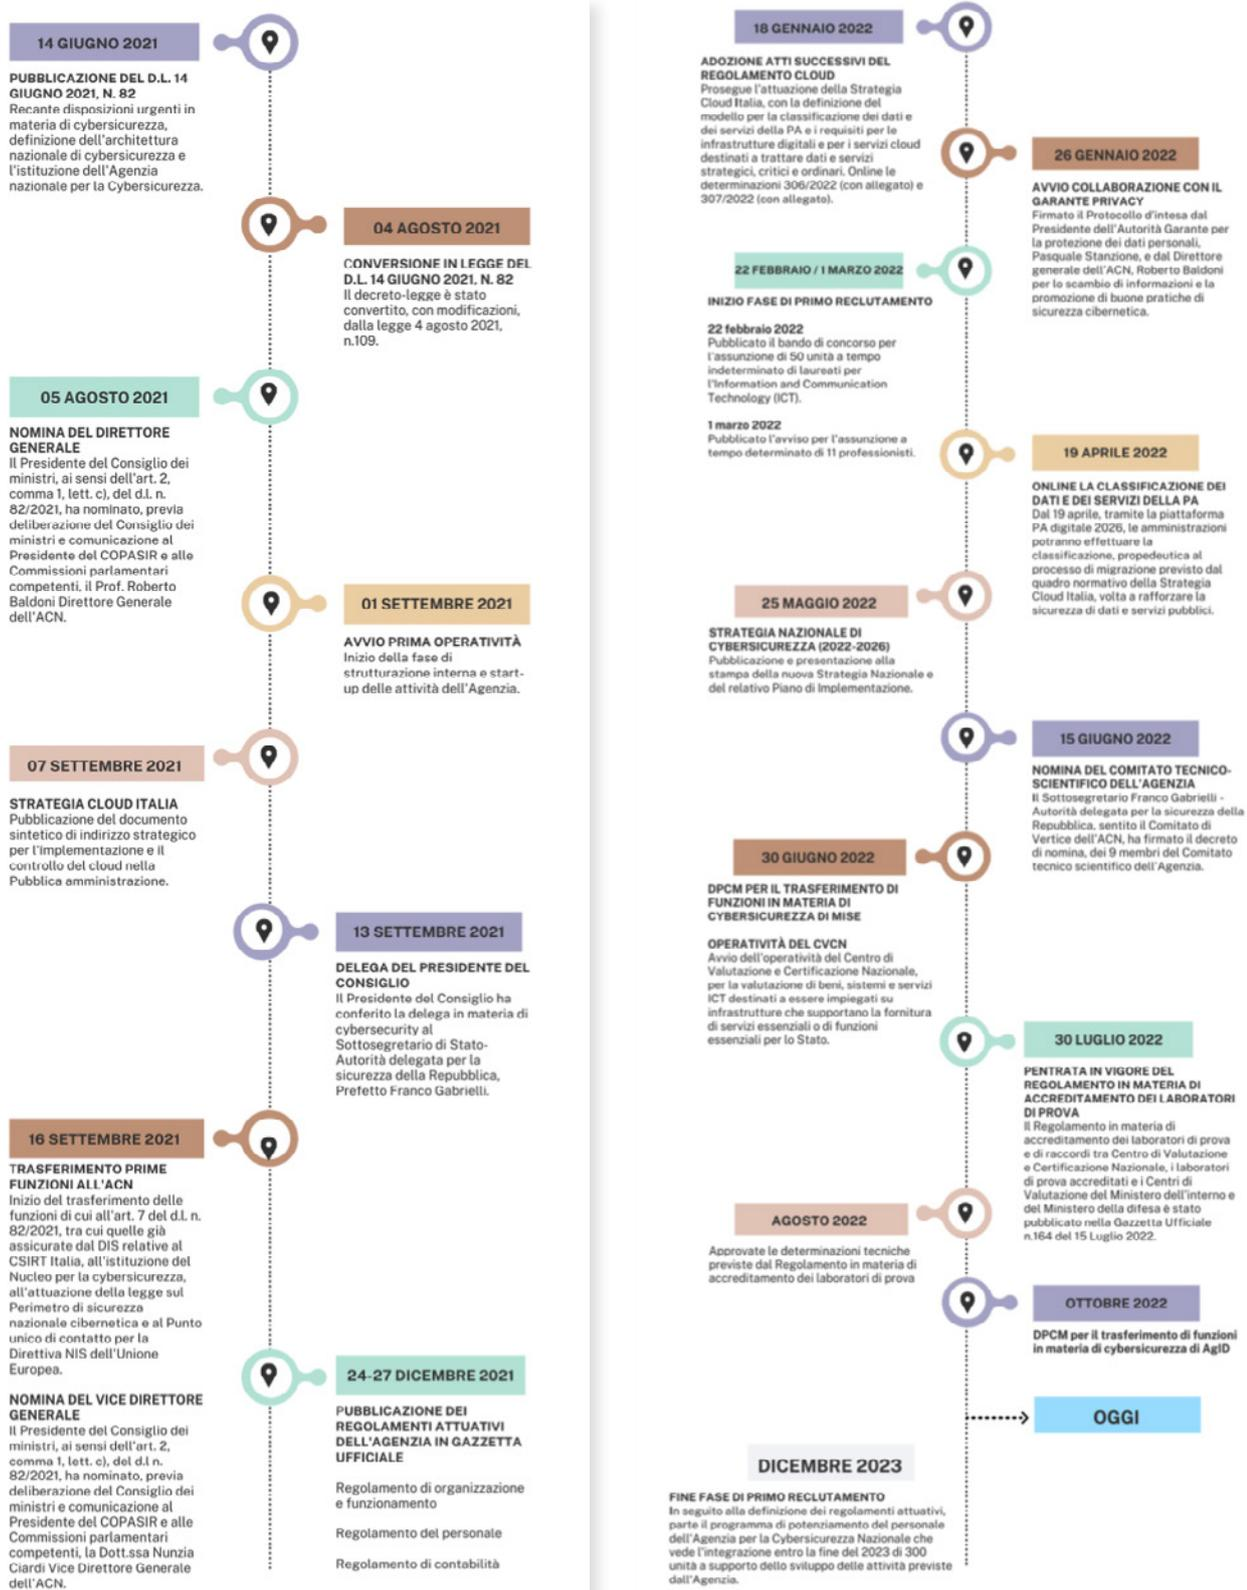 14 GIUGNO 2021
PUBBLICAZIONE DEL D.L. 14
GIUGNO 2021, N. 82
Recante disposizioni urgenti in
materia di cybersicurezza,
definizione dell'architettura
nazionale di cybersicurezza e
l'istituzione dell'Agenzia
nazionale per la Cybersicurezza.
04 AGOSTO 2021
CONVERSIONE IN LEGGE DEL
D.L. 14 GIUGNO 2021, N. 82
Il decreto-legge è stato
convertito, con modificazioni,
dalla legge 4 agosto 2021,
n.109.
05 AGOSTO 2021
NOMINA DEL DIRETTORE
GENERALE
Il Presidente del Consiglio dei
ministri, ai sensi dell'art. 2,
comma 1, lett. c), del d.l. n.
82/2021, ha nominato, previa
deliberazione del Consiglio dei
ministri e comunicazione al
Presidente del COPASIR e alle
Commissioni parlamentari
competenti, il Prof. Roberto
Baldoni Direttore Generale
dell'ACN.
01 SETTEMBRE 2021
AVVIO PRIMA OPERATIVITÀ
Inizio della fase di
strutturazione interna e start-
up delle attività dell'Agenzia.
07 SETTEMBRE 2021
STRATEGIA CLOUD ITALIA
Pubblicazione del documento
sintetico di indirizzo strategico
per l'implementazione e il
controllo del cloud nella
Pubblica amministrazione.
13 SETTEMBRE 2021
DELEGA DEL PRESIDENTE DEL
CONSIGLIO
Il Presidente del Consiglio ha
conferito la delega in materia di
cybersecurity al
Sottosegretario di Stato-
Autorità delegata per la
sicurezza della Repubblica,
Prefetto Franco Gabrielli.
16 SETTEMBRE 2021
TRASFERIMENTO PRIME
FUNZIONI ALL'ACN
Inizio del trasferimento delle
funzioni di cui all'art. 7 del d.l. n.
82/2021, tra cui quelle già
assicurate dal DIS relative al
CSIRT Italia, all'istituzione del
Nucleo per la cybersicurezza,
all'attuazione della legge sul
Perimetro di sicurezza
nazionale cibernetica e al Punto
unico di contatto per la
Direttiva NIS dell'Unione
Europea.
NOMINA DEL VICE DIRETTORE
GENERALE
Il Presidente del Consiglio dei
ministri, ai sensi dell'art. 2,
comma 1, lett. c), del d.l n.
82/2021, ha nominato, previa
deliberazione del Consiglio dei
ministri e comunicazione al
Presidente del COPASIR e alle
Commissioni parlamentari
competenti, la Dott.ssa Nunzia
Ciardi Vice Direttore Generale
dell'ACN.
24-27 DICEMBRE 2021
PUBBLICAZIONE DEI
REGOLAMENTI ATTUATIVI
DELL'AGENZIA IN GAZZETTA
UFFICIALE
Regolamento di organizzazione
e funzionamento
Regolamento del personale
Regolamento di contabilità
18 GENNAIO 2022
ADOZIONE ATTI SUCCESSIVI DEL
REGOLAMENTO CLOUD
Prosegue l'attuazione della Strategia
Cloud Italia, con la definizione del
modello per la classificazione dei dati e
dei servizi della PA e i requisiti per le
infrastrutture digitali e per i servizi cloud
destinati a trattare dati e servizi
strategici, critici e ordinari. Online le
determinazioni 306/2022 (con allegato) e
307/2022 (con allegato).
26 GENNAIO 2022
AVVIO COLLABORAZIONE CON IL
GARANTE PRIVACY
Firmato il Protocollo d'intesa dal
Presidente dell'Autorità Garante per
la protezione dei dati personali,
Pasquale Stanzione, e dal Direttore
generale dell'ACN, Roberto Baldoni
per lo scambio di informazioni e la
promozione di buone pratiche di
sicurezza cibernetica.
22 FEBBRAIO / 1 MARZO 2022
INIZIO FASE DI PRIMO RECLUTAMENTO
22 febbraio 2022
Pubblicato il bando di concorso per
l'assunzione di 50 unità a tempo
indeterminato di laureati per
l'Information and Communication
Technology (ICT).
1 marzo 2022
Pubblicato l'avviso per l'assunzione a
tempo determinato di 11 professionisti.
19 APRILE 2022
ONLINE LA CLASSIFICAZIONE DEI
DATI E DEI SERVIZI DELLA PA
Dal 19 aprile, tramite la piattaforma
PA digitale 2026, le amministrazioni
potranno effettuare la
classificazione, propedeutica al
processo di migrazione previsto dal
quadro normativo della Strategia
Cloud Italia, volta a rafforzare la
sicurezza di dati e servizi pubblici.
25 MAGGIO 2022
STRATEGIA NAZIONALE DI
CYBERSICUREZZA (2022-2026)
Pubblicazione e presentazione alla
stampa della nuova Strategia Nazionale e
del relativo Piano di Implementazione.
15 GIUGNO 2022
NOMINA DEL COMITATO TECNICO-
SCIENTIFICO DELL'AGENZIA
Il Sottosegretario Franco Gabrielli -
Autorità delegata per la sicurezza della
Repubblica, sentito il Comitato di
Vertice dell'ACN, ha firmato il decreto
di nomina, dei 9 membri del Comitato
tecnico scientifico dell'Agenzia.
30 GIUGNO 2022
DPCM PER IL TRASFERIMENTO DI
FUNZIONI IN MATERIA DI
CYBERSICUREZZA DI MISE
OPERATIVITÀ DEL CVCN
Avvio dell'operatività del Centro di
Valutazione e Certificazione Nazionale,
per la valutazione di beni, sistemi e servizi
ICT destinati a essere impiegati su
infrastrutture che supportano la fornitura
di servizi essenziali o di funzioni
essenziali per lo Stato.
30 LUGLIO 2022
PENTRATA IN VIGORE DEL
REGOLAMENTO IN MATERIA DI
ACCREDITAMENTO DEI LABORATORI
DI PROVA
Il Regolamento in materia di
accreditamento dei laboratori di prova
e di raccordi tra Centro di Valutazione
e Certificazione Nazionale, i laboratori
di prova accreditati e i Centri di
Valutazione del Ministero dell'interno e
del Ministero della difesa è stato
pubblicato nella Gazzetta Ufficiale
n.164 del 15 Luglio 2022.
AGOSTO 2022
Approvate le determinazioni tecniche
previste dal Regolamento in materia di
accreditamento dei laboratori di prova
OTTOBRE 2022
DPCM per il trasferimento di funzioni
in materia di cybersicurezza di AgID
OGGI
DICEMBRE 2023
FINE FASE DI PRIMO RECLUTAMENTO
In seguito alla definizione dei regolamenti attuativi,
parte il programma di potenziamento del personale
dell'Agenzia per la Cybersicurezza Nazionale che
vede l'integrazione entro la fine del 2023 di 300
unità a supporto dello sviluppo delle attività previste
dall'Agenzia.